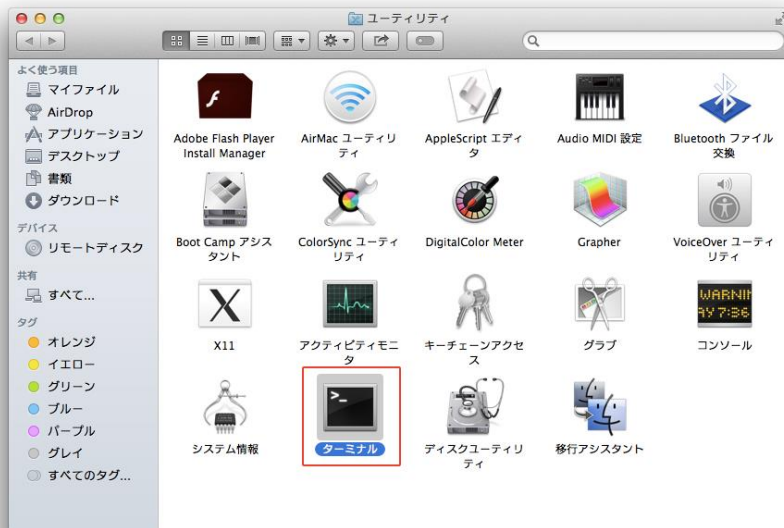 ユーティリティ
よく使う項目
マイファイル
AirDrop
アプリケーション
デスクトップ
書類
ダウンロード
デバイス
リモートディスク
共有
すべて...
タグ
オレンジ
イエロー
グリーン
ブルー
パープル
グレイ
すべてのタグ...
Adobe Flash Player
Install Manager
AirMac ユーティリ
ティ
AppleScript エディ
タ
Audio MIDI 設定
Bluetooth ファイル
交換
Boot Camp アシス
タント
ColorSync ユーティ
リティ
DigitalColor Meter
Grapher
VoiceOver ユーティ
リティ
X11
アクティビティモニ
タ
キーチェーンアクセ
ス
グラブ
WARNIN
AY 7:36
コンソール
システム情報
>_
ターミナル
ディスクユーティリ
ティ
移行アシスタント